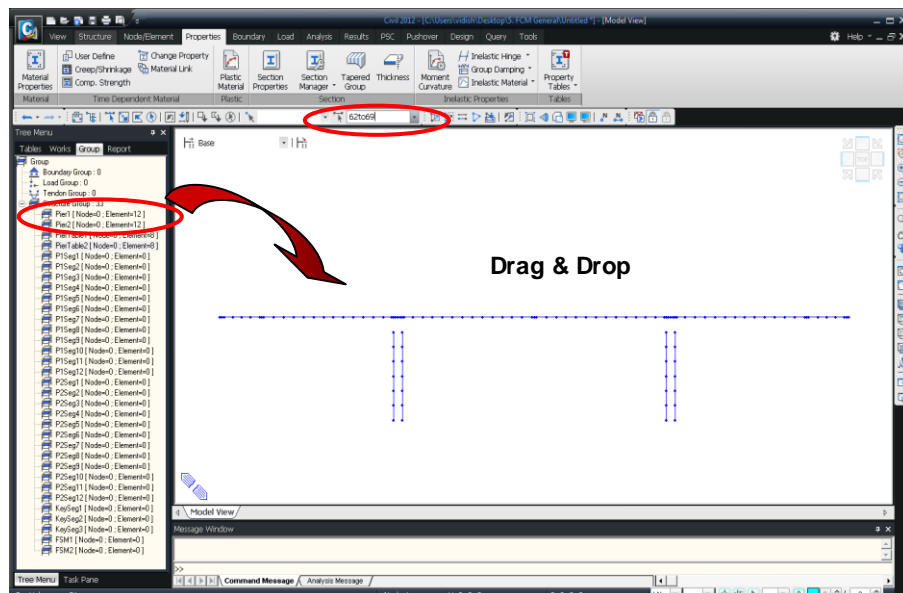 Civil 2012 - [C:\Users\vidish\Desktop\5. FCM General\Untitled *] - [Model View]
View Structure Node/Element Properties Boundary Load Analysis Results PSC Pushover Design Query Tools Help
User Define Change Property
Creep/Shrinkage Material Link
Comp. Strength
Material Properties
Plastic Material
Section Properties
Section Manager
Tapered Group
Thickness
Moment Curvature
Inelastic Hinge
Group Damping
Inelastic Material
Property Tables
Material Time Dependent Material Plastic Section Inelastic Properties Tables
62to69
Tree Menu
Tables Works Group Report
Base
TOP
Group
Boundary Group : 0
Load Group : 0
Tendon Group : 0
Structure Group : 33
Pier1 [ Node=0 ; Element=12 ]
Pier2 [ Node=0 ; Element=12 ]
PierTable1 [ Node=0 ; Element=8 ]
PierTable2 [ Node=0 ; Element=8 ]
P1Seg1 [ Node=0 ; Element=0 ]
P1Seg2 [ Node=0 ; Element=0 ]
P1Seg3 [ Node=0 ; Element=0 ]
P1Seg4 [ Node=0 ; Element=0 ]
P1Seg5 [ Node=0 ; Element=0 ]
P1Seg6 [ Node=0 ; Element=0 ]
P1Seg7 [ Node=0 ; Element=0 ]
P1Seg8 [ Node=0 ; Element=0 ]
P1Seg9 [ Node=0 ; Element=0 ]
P1Seg10 [ Node=0 ; Element=0 ]
P1Seg11 [ Node=0 ; Element=0 ]
P1Seg12 [ Node=0 ; Element=0 ]
P2Seg1 [ Node=0 ; Element=0 ]
P2Seg2 [ Node=0 ; Element=0 ]
P2Seg3 [ Node=0 ; Element=0 ]
P2Seg4 [ Node=0 ; Element=0 ]
P2Seg5 [ Node=0 ; Element=0 ]
P2Seg6 [ Node=0 ; Element=0 ]
P2Seg7 [ Node=0 ; Element=0 ]
P2Seg8 [ Node=0 ; Element=0 ]
P2Seg9 [ Node=0 ; Element=0 ]
P2Seg10 [ Node=0 ; Element=0 ]
P2Seg11 [ Node=0 ; Element=0 ]
P2Seg12 [ Node=0 ; Element=0 ]
KeySeg1 [ Node=0 ; Element=0 ]
KeySeg2 [ Node=0 ; Element=0 ]
KeySeg3 [ Node=0 ; Element=0 ]
FSM1 [ Node=0 ; Element=0 ]
FSM2 [ Node=0 ; Element=0 ]
Drag & Drop
Model View
Message Window
>>
Tree Menu Task Pane
Command Message Analysis Message